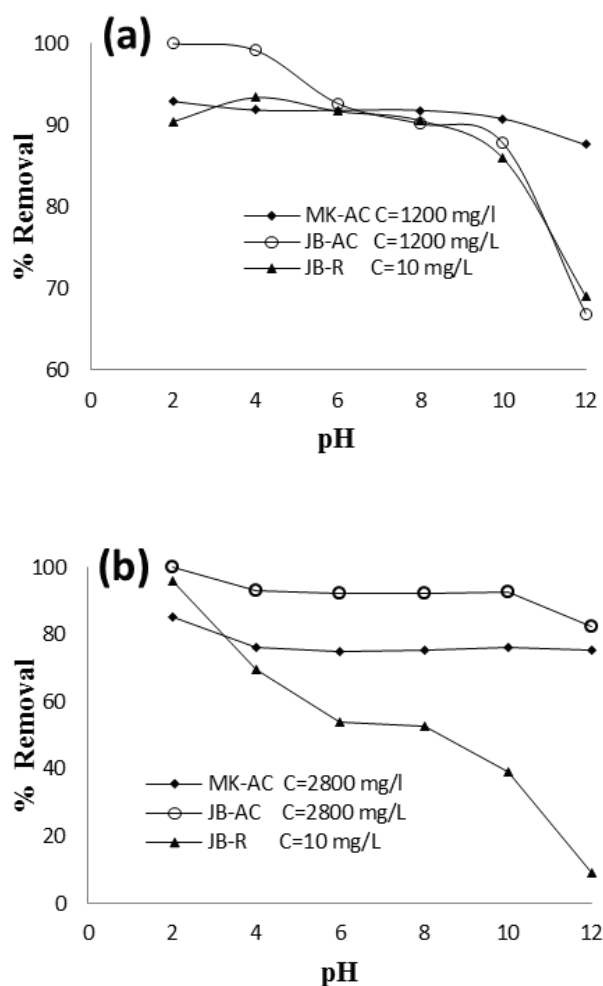 (a)
100
90
80
70
60
% Removal
MK-AC C=1200 mg/l
JB-AC C=1200 mg/L
JB-R C=10 mg/L
0 2 4 6 8 10 12
pH
(b)
100
80
60
40
20
0
% Removal
MK-AC C=2800 mg/l
JB-AC C=2800 mg/L
JB-R C=10 mg/L
0 2 4 6 8 10 12
pH